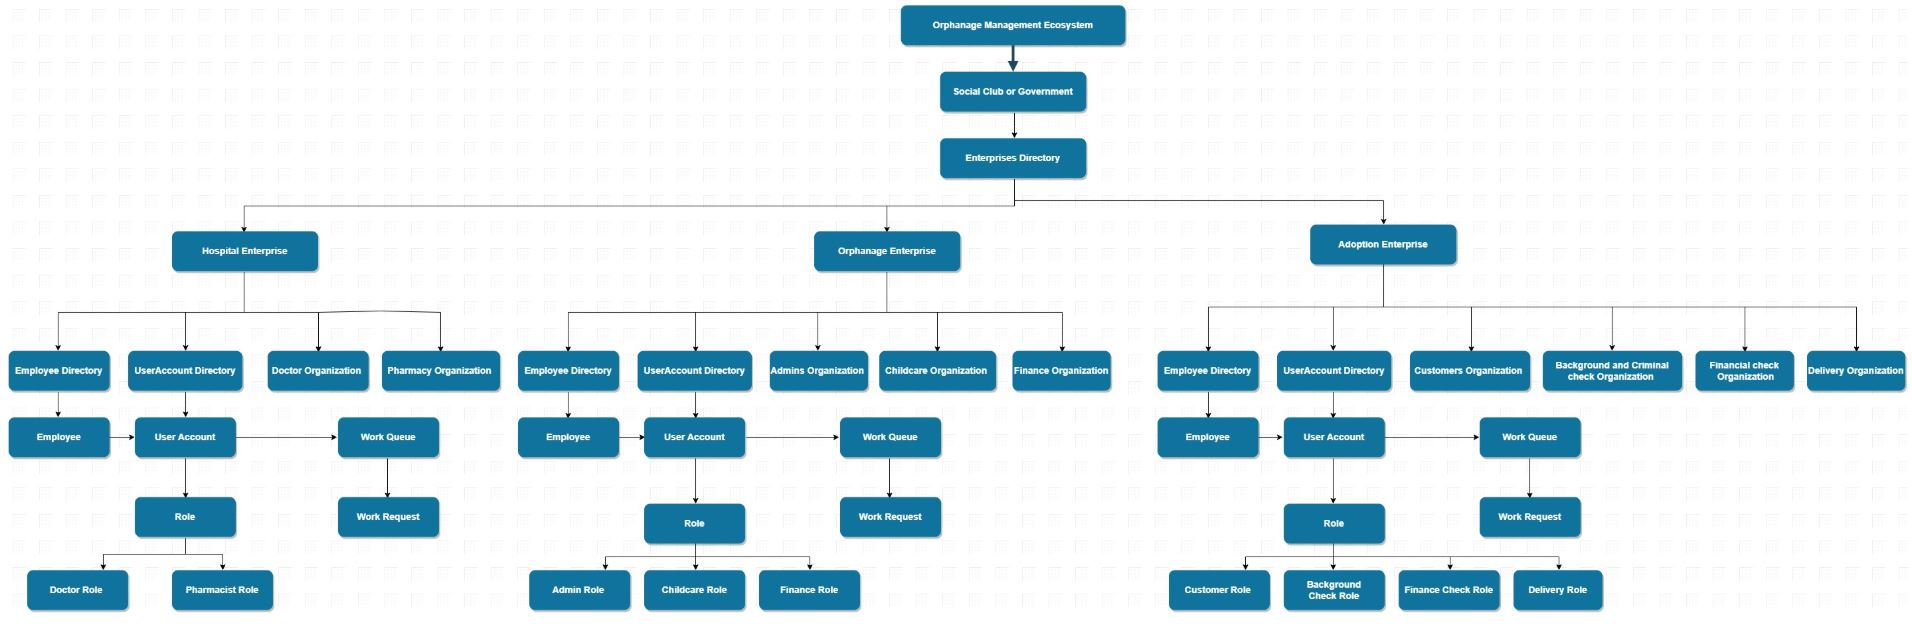 Orphanage Management Ecosystem
Social Club or Government
Enterprises Directory
Hospital Enterprise
Orphanage Enterprise
Adoption Enterprise
Employee Directory
UserAccount Directory
Doctor Organization
Pharmacy Organization
Employee Directory
UserAccount Directory
Admins Organization
Childcare Organization
Finance Organization
Employee Directory
UserAccount Directory
Customers Organization
Background and Criminal
check Organization
Financial check
Organization
Delivery Organization
Employee
User Account
Work Queue
Employee
User Account
Work Queue
Employee
User Account
Work Queue
Role
Work Request
Role
Work Request
Role
Work Request
Doctor Role
Pharmacist Role
Admin Role
Childcare Role
Finance Role
Customer Role
Background
Check Role
Finance Check Role
Delivery Role